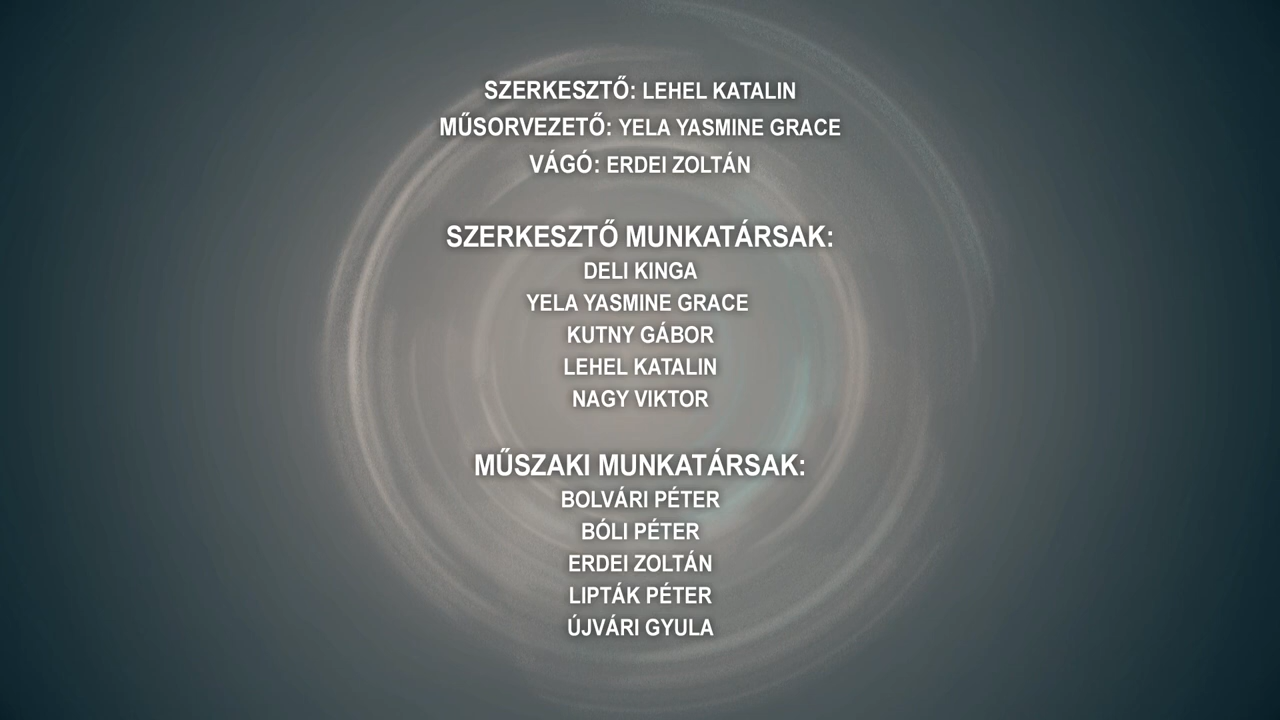 SZERKESZTŐ: LEHEL KATALIN
MŰSORVEZETŐ: YELA YASMINE GRACE
VÁGÓ: ERDEI ZOLTÁN
SZERKESZTŐ MUNKATÁRSAK:
DELI KINGA
YELA YASMINE GRACE
KUTNY GÁBOR
LEHEL KATALIN
NAGY VIKTOR
MŰSZAKI MUNKATÁRSAK:
BOLVÁRI PÉTER
BÓLI PÉTER
ERDEI ZOLTÁN
LIPTÁK PÉTER
ÚJVÁRI GYULA